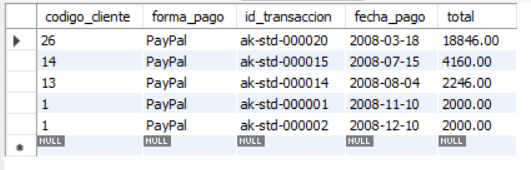 codigo_cliente forma_pago id_transaccion fecha_pago total
26 PayPal ak-std-000020 2008-03-18 18846.00
14 PayPal ak-std-000015 2008-07-15 4160.00
13 PayPal ak-std-000014 2008-08-04 2246.00
1 PayPal ak-std-000001 2008-11-10 2000.00
1 PayPal ak-std-000002 2008-12-10 2000.00
NULL NULL NULL NULL NULL